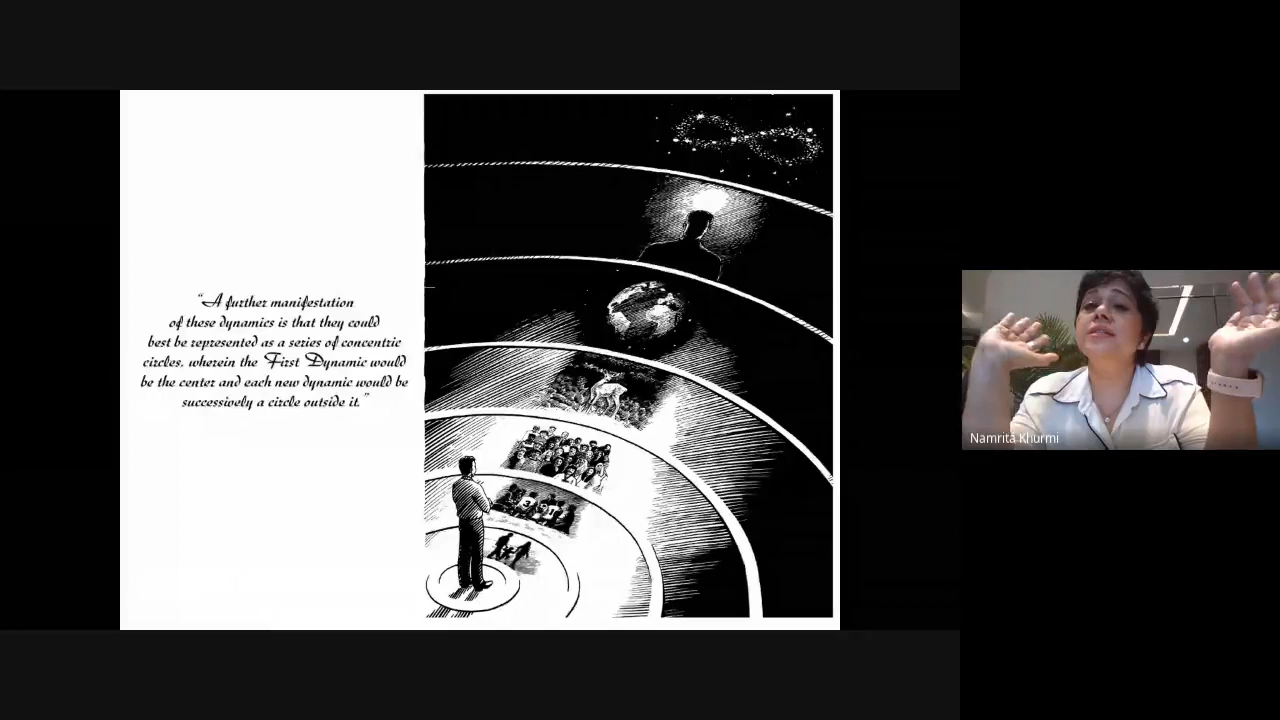 “A further manifestation
of these dynamics is that they could
best be represented as a series of concentric
circles, wherein the First Dynamic would
be the center and each new dynamic would be
successively a circle outside it.”
Namrita Khurmi